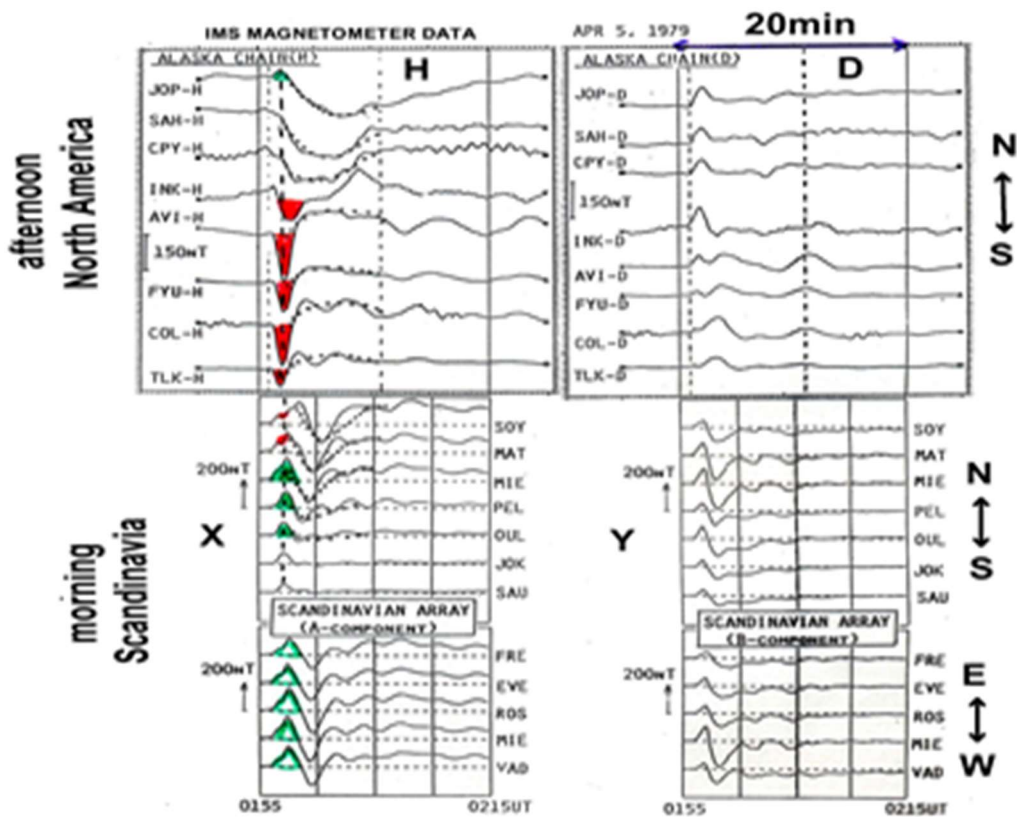 IMS MAGNETOMETER DATA
APR 5, 1979
20min
afternoon
North America
ALASKA CHAIN(H)
H
JOP-H
SAH-H
CPY-H
INK-H
AVI-H
150NT
FYU-H
COL-H
TLK-H
ALASKA CHAIN(D)
D
JOP-D
SAH-D
CPY-D
150NT
INK-D
AVI-D
FYU-D
COL-D
TLK-D
N
S
morning
Scandinavia
X
200NT
SOY
MAT
MIE
PEL
OUL
JOK
SAU
SCANDINAVIAN ARRAY
(A-COMPONENT)
200NT
FRE
EVE
ROS
MIE
VAD
0155
0215UT
Y
200NT
SOY
MAT
MIE
PEL
OUL
JOK
SAU
N
S
SCANDINAVIAN ARRAY
(B-COMPONENT)
200NT
FRE
EVE
ROS
MIE
VAD
E
W
0155
0215UT